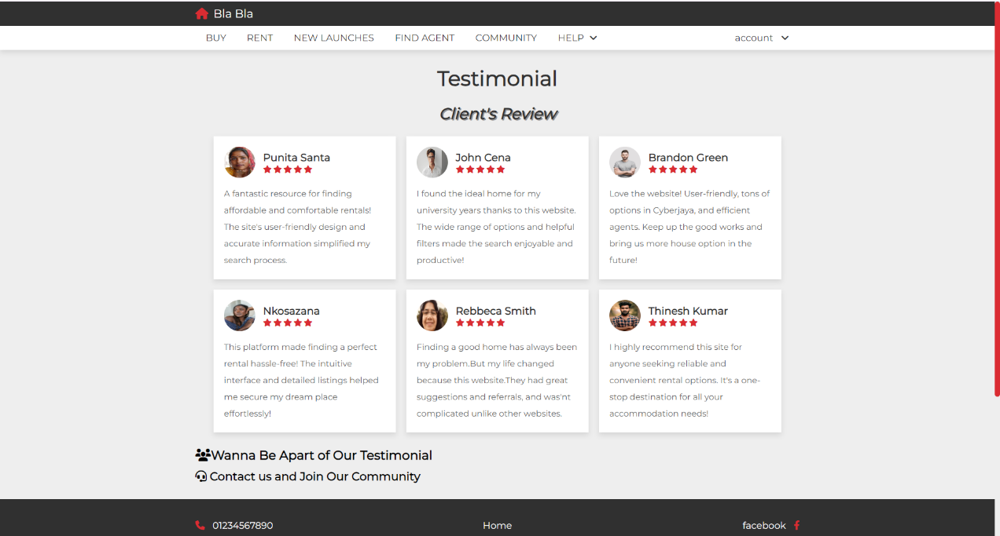 Bla Bla
BUY RENT NEW LAUNCHES FIND AGENT COMMUNITY HELP account
Testimonial
Client's Review
Punita Santa
A fantastic resource for finding
affordable and comfortable rentals!
The site's user-friendly design and
accurate information simplified my
search process.
John Cena
I found the ideal home for my
university years thanks to this website.
The wide range of options and helpful
filters made the search enjoyable and
productive!
Brandon Green
Love the website! User-friendly, tons of
options in Cyberjaya, and efficient
agents. Keep up the good works and
bring us more house option in the
future!
Nkosazana
This platform made finding a perfect
rental hassle-free! The intuitive
interface and detailed listings helped
me secure my dream place
effortlessly!
Rebbeca Smith
Finding a good home has always been
my problem.But my life changed
because this website.They had great
suggestions and referrals, and was'nt
complicated unlike other websites.
Thinesh Kumar
I highly recommend this site for
anyone seeking reliable and
convenient rental options. It's a one-
stop destination for all your
accommodation needs!
Wanna Be Apart of Our Testimonial
Contact us and Join Our Community
01234567890 Home facebook